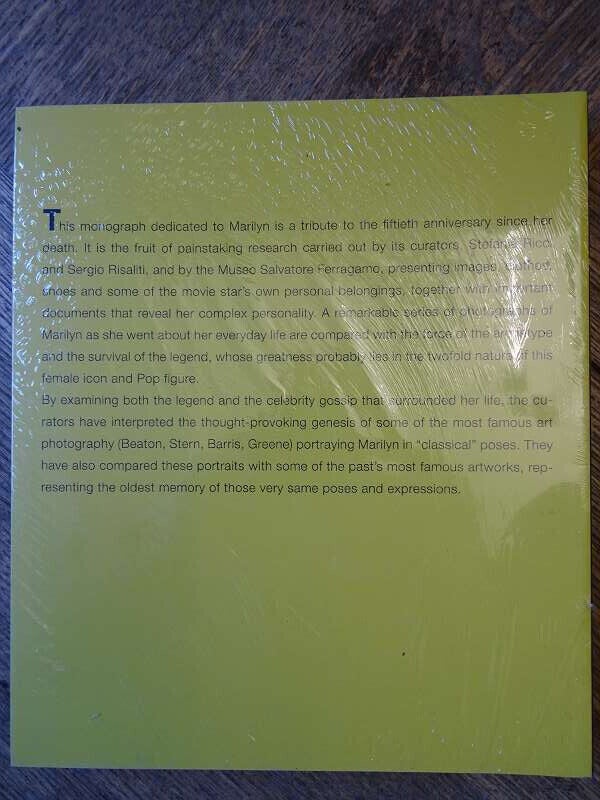 This monograph dedicated to Marilyn is a tribute to the fiftieth anniversary since her
death. It is the fruit of painstaking research carried out by its curators, Stefania Ricci
and Sergio Risaliti, and by the Museo Salvatore Ferragamo, presenting images, clothes,
shoes and some of the movie star's own personal belongings, together with important
documents that reveal her complex personality. A remarkable series of photographs of
Marilyn as she went about her everyday life are compared with the force of the archetype
and the survival of the legend, whose greatness probably lies in the twofold nature of this
female icon and Pop figure.
By examining both the legend and the celebrity gossip that surrounded her life, the cu-
rators have interpreted the thought-provoking genesis of some of the most famous art
photography (Beaton, Stern, Barris, Greene) portraying Marilyn in “classical” poses. They
have also compared these portraits with some of the past's most famous artworks, rep-
resenting the oldest memory of those very same poses and expressions.